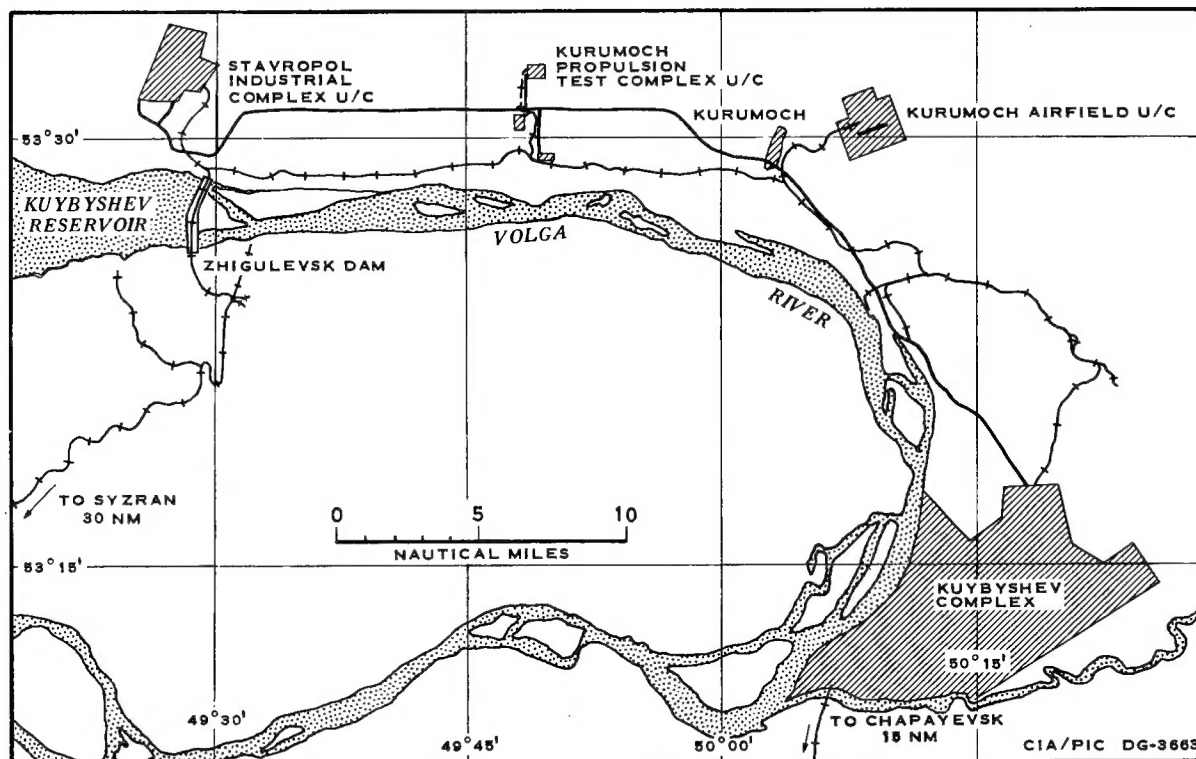 STAVROPOL
INDUSTRIAL
COMPLEX U/C
KURUMOCH
PROPULSION
TEST COMPLEX U/C
KURUMOCH
KURUMOCH AIRFIELD U/C
53°30'
KUYBYSHEV
RESERVOIR
VOLGA
RIVER
ZHIGULEVSK DAM
TO SYZRAN
30 NM
0 5 10
NAUTICAL MILES
53°15'
KUYBYSHEV
COMPLEX
50°15'
49°30'
49°45'
50°00'
TO CHAPAYEVSK
15 NM
CIA/PIC DG-3663